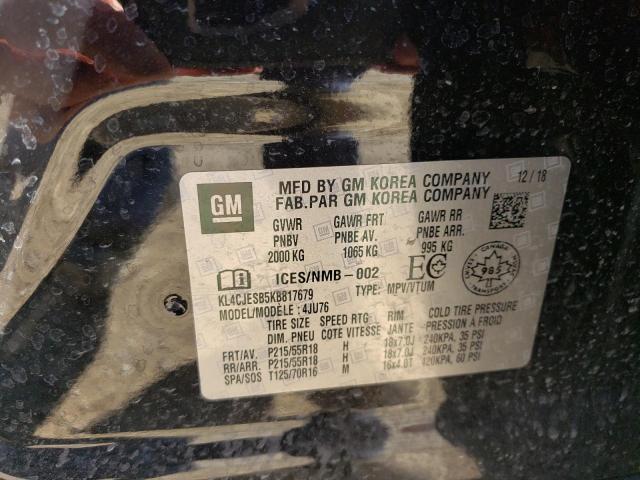 GM
MFD BY GM KOREA COMPANY 12/18
FAB.PAR GM KOREA COMPANY
GVWR GAWR FRT GAWR RR
PNBV PNBE AV. PNBE ARR.
2000 KG 1065 KG 995 KG
ICES/NMB-002 EC
CANADA
985
KL4CJESB5KB817679 TYPE: MPV/VTUM
MODEL/MODÈLE: 4JU76
TIRE SIZE SPEED RTG RIM COLD TIRE PRESSURE
DIM. PNEU COTE VITESSE JANTE PRESSION À FROID
FRT/AV. P215/55R18 H 18x7.0J 240KPA, 35 PSI
RR/ARR. P215/55R18 H 18x7.0J 240KPA, 35 PSI
SPA/SOS T125/70R16 M 16x4.0T 420KPA, 60 PSI